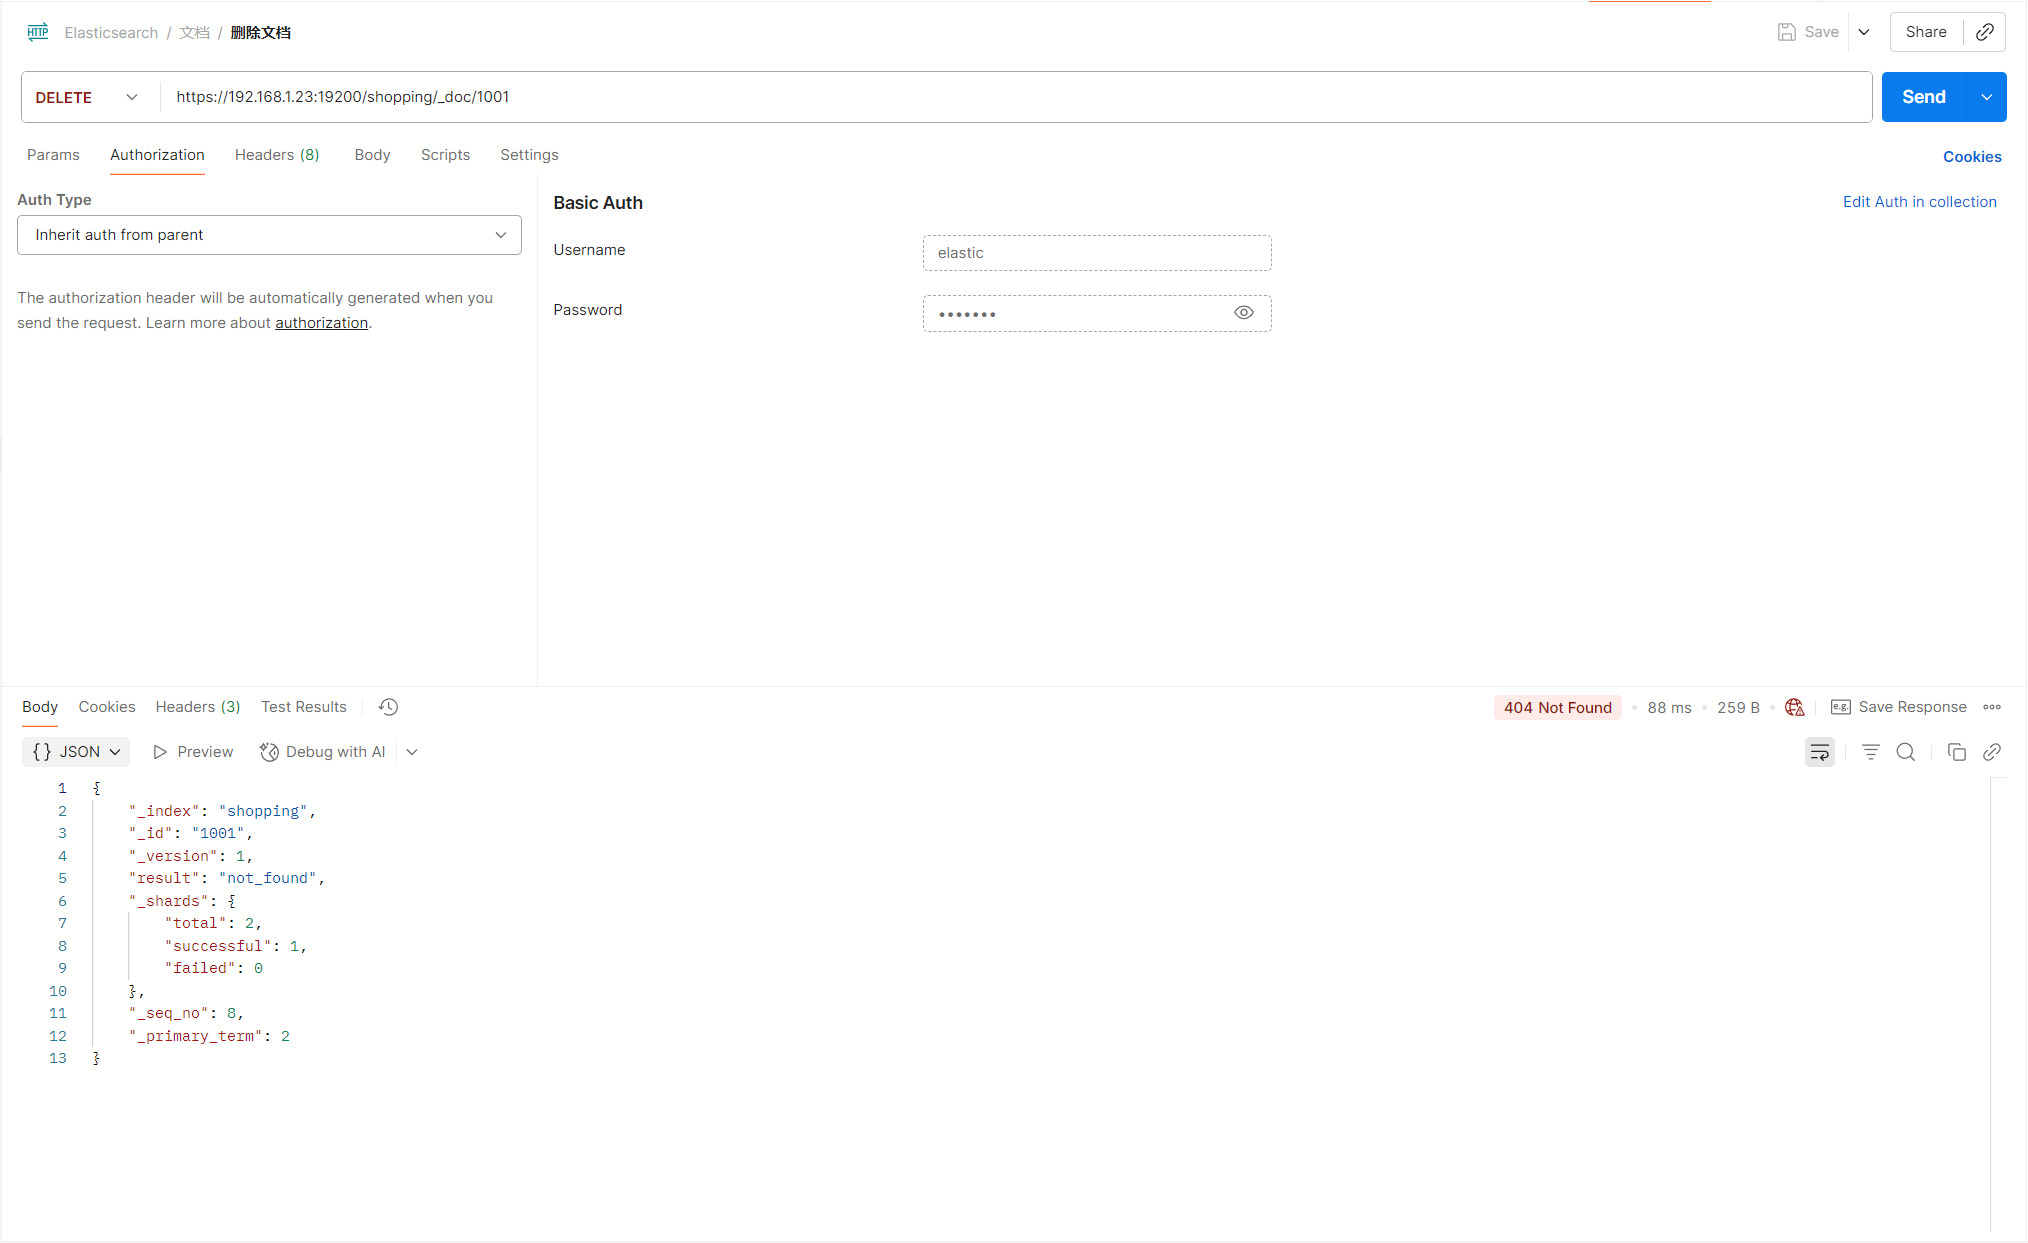 HTTP Elasticsearch / 文档 / 删除文档 Save Share
DELETE https://192.168.1.23:19200/shopping/_doc/1001 Send
Params Authorization Headers (8) Body Scripts Settings Cookies
Auth Type
Inherit auth from parent
The authorization header will be automatically generated when you
send the request. Learn more about authorization.
Basic Auth Edit Auth in collection
Username elastic
Password •••••••
Body Cookies Headers (3) Test Results 404 Not Found • 88 ms • 259 B • e.g. Save Response
{} JSON Preview Debug with AI
1 {
2 "_index": "shopping",
3 "_id": "1001",
4 "_version": 1,
5 "result": "not_found",
6 "_shards": {
7 "total": 2,
8 "successful": 1,
9 "failed": 0
10 },
11 "_seq_no": 8,
12 "_primary_term": 2
13 }